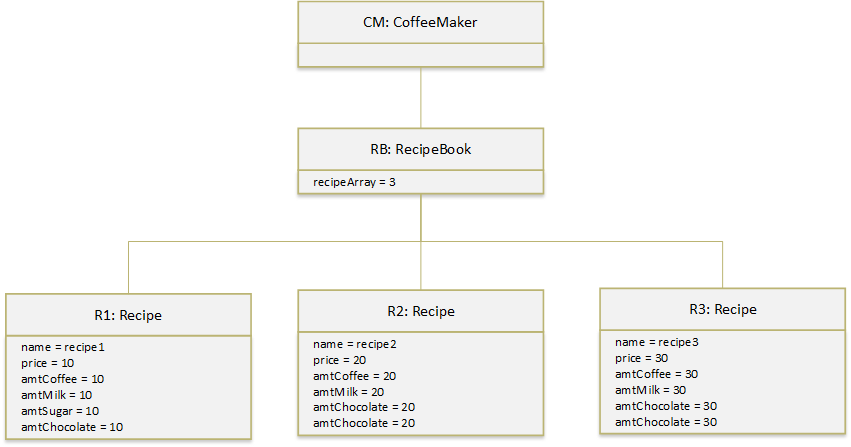 CM: CoffeeMaker
RB: RecipeBook
recipeArray = 3
R1: Recipe
name = recipe1
price = 10
amtCoffee = 10
amtMilk = 10
amtSugar = 10
amtChocolate = 10
R2: Recipe
name = recipe2
price = 20
amtCoffee = 20
amtMilk = 20
amtChocolate = 20
amtChocolate = 20
R3: Recipe
name = recipe3
price = 30
amtCoffee = 30
amtMilk = 30
amtChocolate = 30
amtChocolate = 30